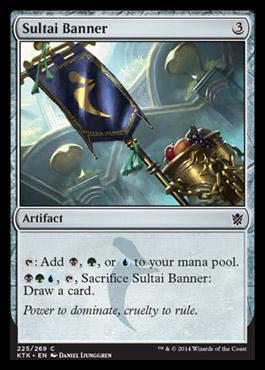 Sultai Banner 3
Artifact
: Add , , or to your mana pool.
, , Sacrifice Sultai Banner:
Draw a card.
Power to dominate, cruelty to rule.
225/269 C
KTK • EN Daniel Ljunggren
™ & © 2014 Wizards of the Coast